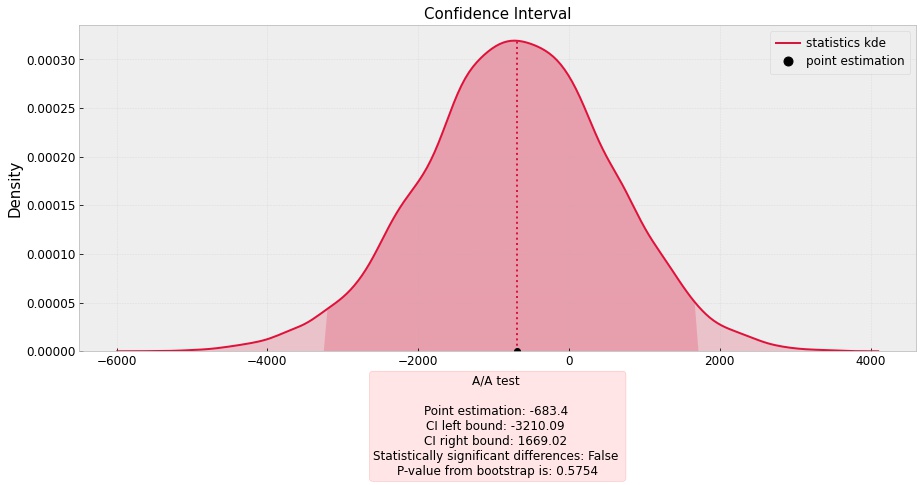 Confidence Interval
statistics kde
point estimation
Density
0.00030
0.00025
0.00020
0.00015
0.00010
0.00005
0.00000
−6000
−4000
−2000
0
2000
4000
A/A test
Point estimation: -683.4
CI left bound: -3210.09
CI right bound: 1669.02
Statistically significant differences: False
P-value from bootstrap is: 0.5754